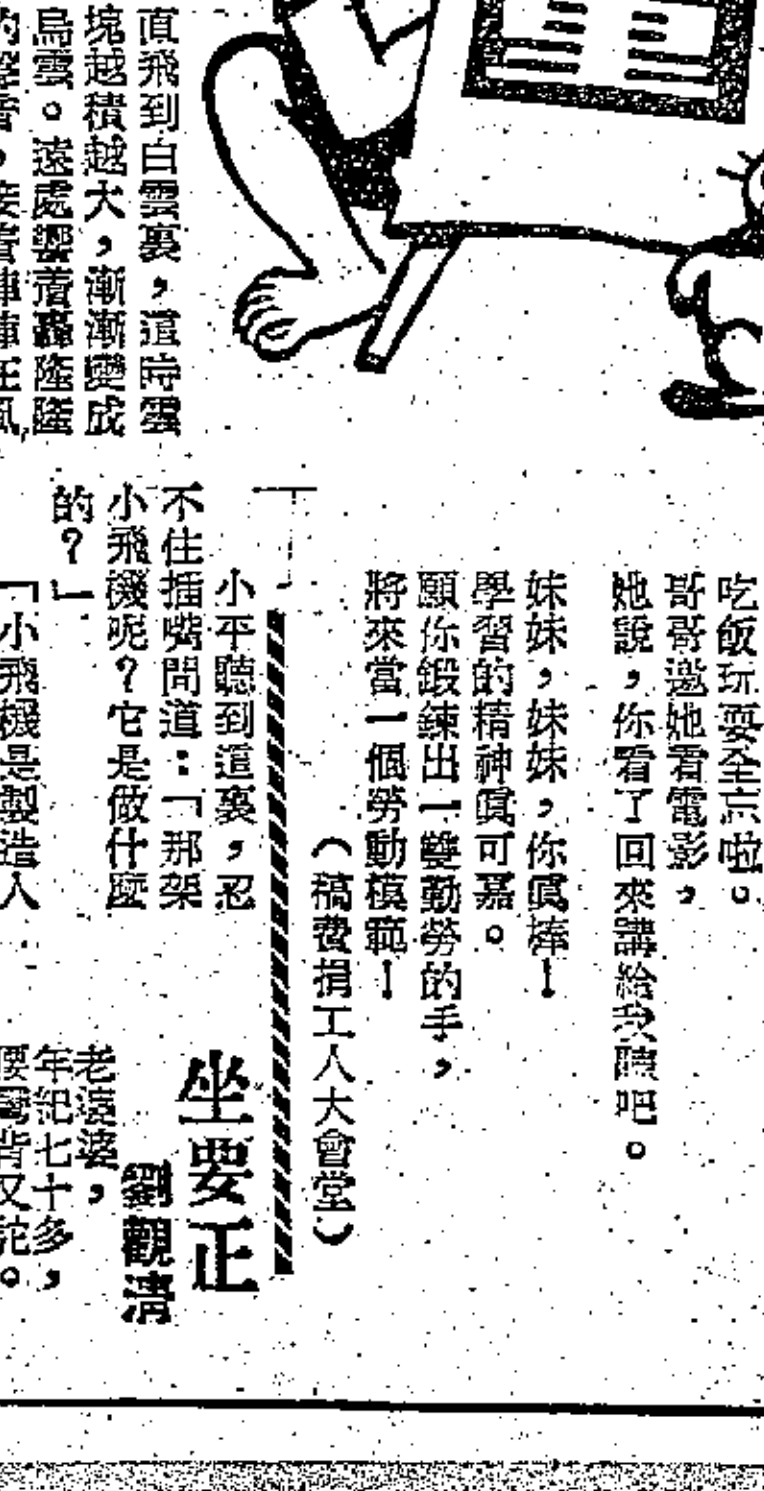 直飛到白雲裏，這時雲
塊越積越大，漸漸變成
烏雲。遠處響着轟隆隆
吃飯玩耍全忘啦。
哥哥邀她看電影，
她說，你看了回來講給我聽吧。
妹妹，妹妹，你眞棒！
學習的精神眞可嘉。
願你鍛鍊出一雙勤勞的手，
將來當一個勞動模範！
（稿費捐工人大會堂）
小平聽到這裏，忍
不住插嘴問道：「那架
小飛機呢？它是做什麼
的？」
「小飛機是製造人
坐要正
劉觀清
老婆婆，
年紀七十多，
腰彎背又駝。